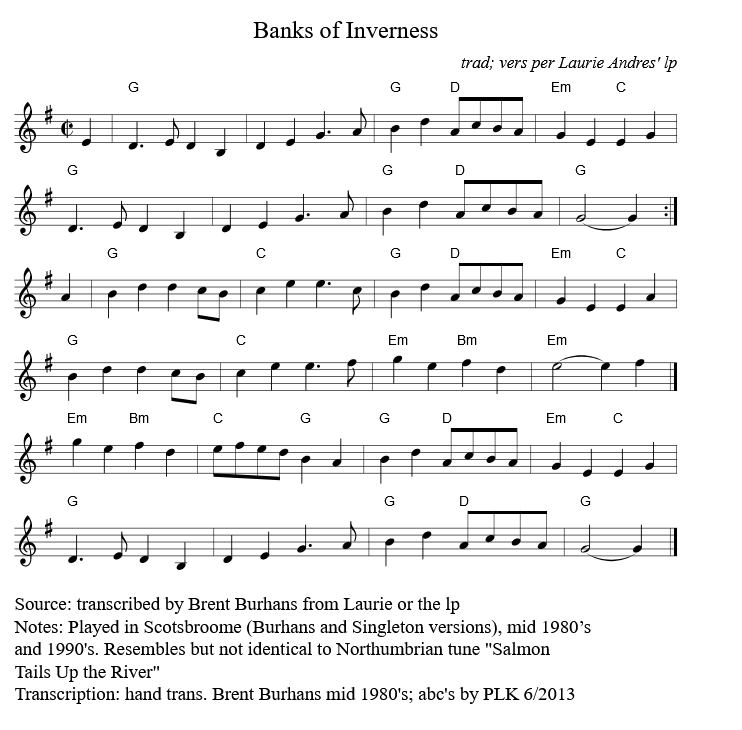 Banks of Inverness
trad; vers per Laurie Andres' lp
G G D Em C
G G D G
G C G D Em C
G C Em Bm Em
Em Bm C G G D Em C
G G D G
Source: transcribed by Brent Burhans from Laurie or the lp
Notes: Played in Scotsbroome (Burhans and Singleton versions), mid 1980’s
and 1990's. Resembles but not identical to Northumbrian tune "Salmon
Tails Up the River"
Transcription: hand trans. Brent Burhans mid 1980's; abc's by PLK 6/2013